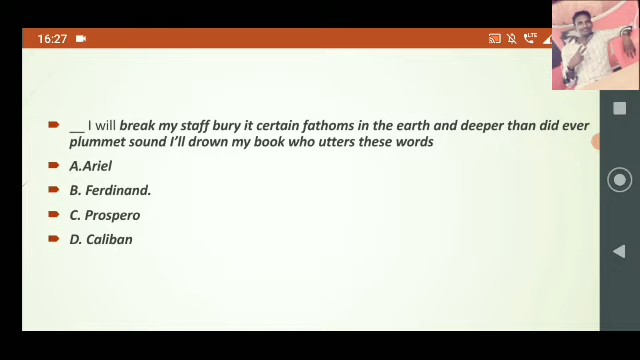 16:27
LTE
__ I will break my staff bury it certain fathoms in the earth and deeper than did ever
plummet sound I'll drown my book who utters these words
A.Ariel
B. Ferdinand.
C. Prospero
D. Caliban